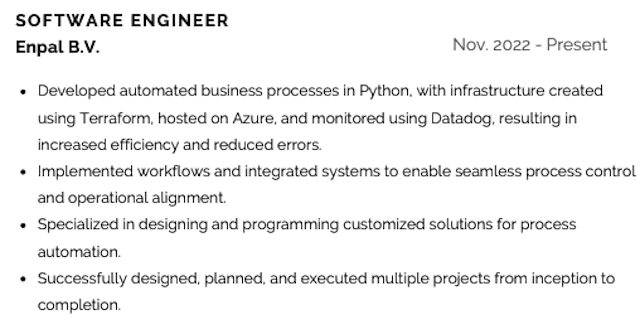 SOFTWARE ENGINEER
Enpal B.V.
Nov. 2022 - Present
• Developed automated business processes in Python, with infrastructure created
using Terraform, hosted on Azure, and monitored using Datadog, resulting in
increased efficiency and reduced errors.
• Implemented workflows and integrated systems to enable seamless process control
and operational alignment.
• Specialized in designing and programming customized solutions for process
automation.
• Successfully designed, planned, and executed multiple projects from inception to
completion.